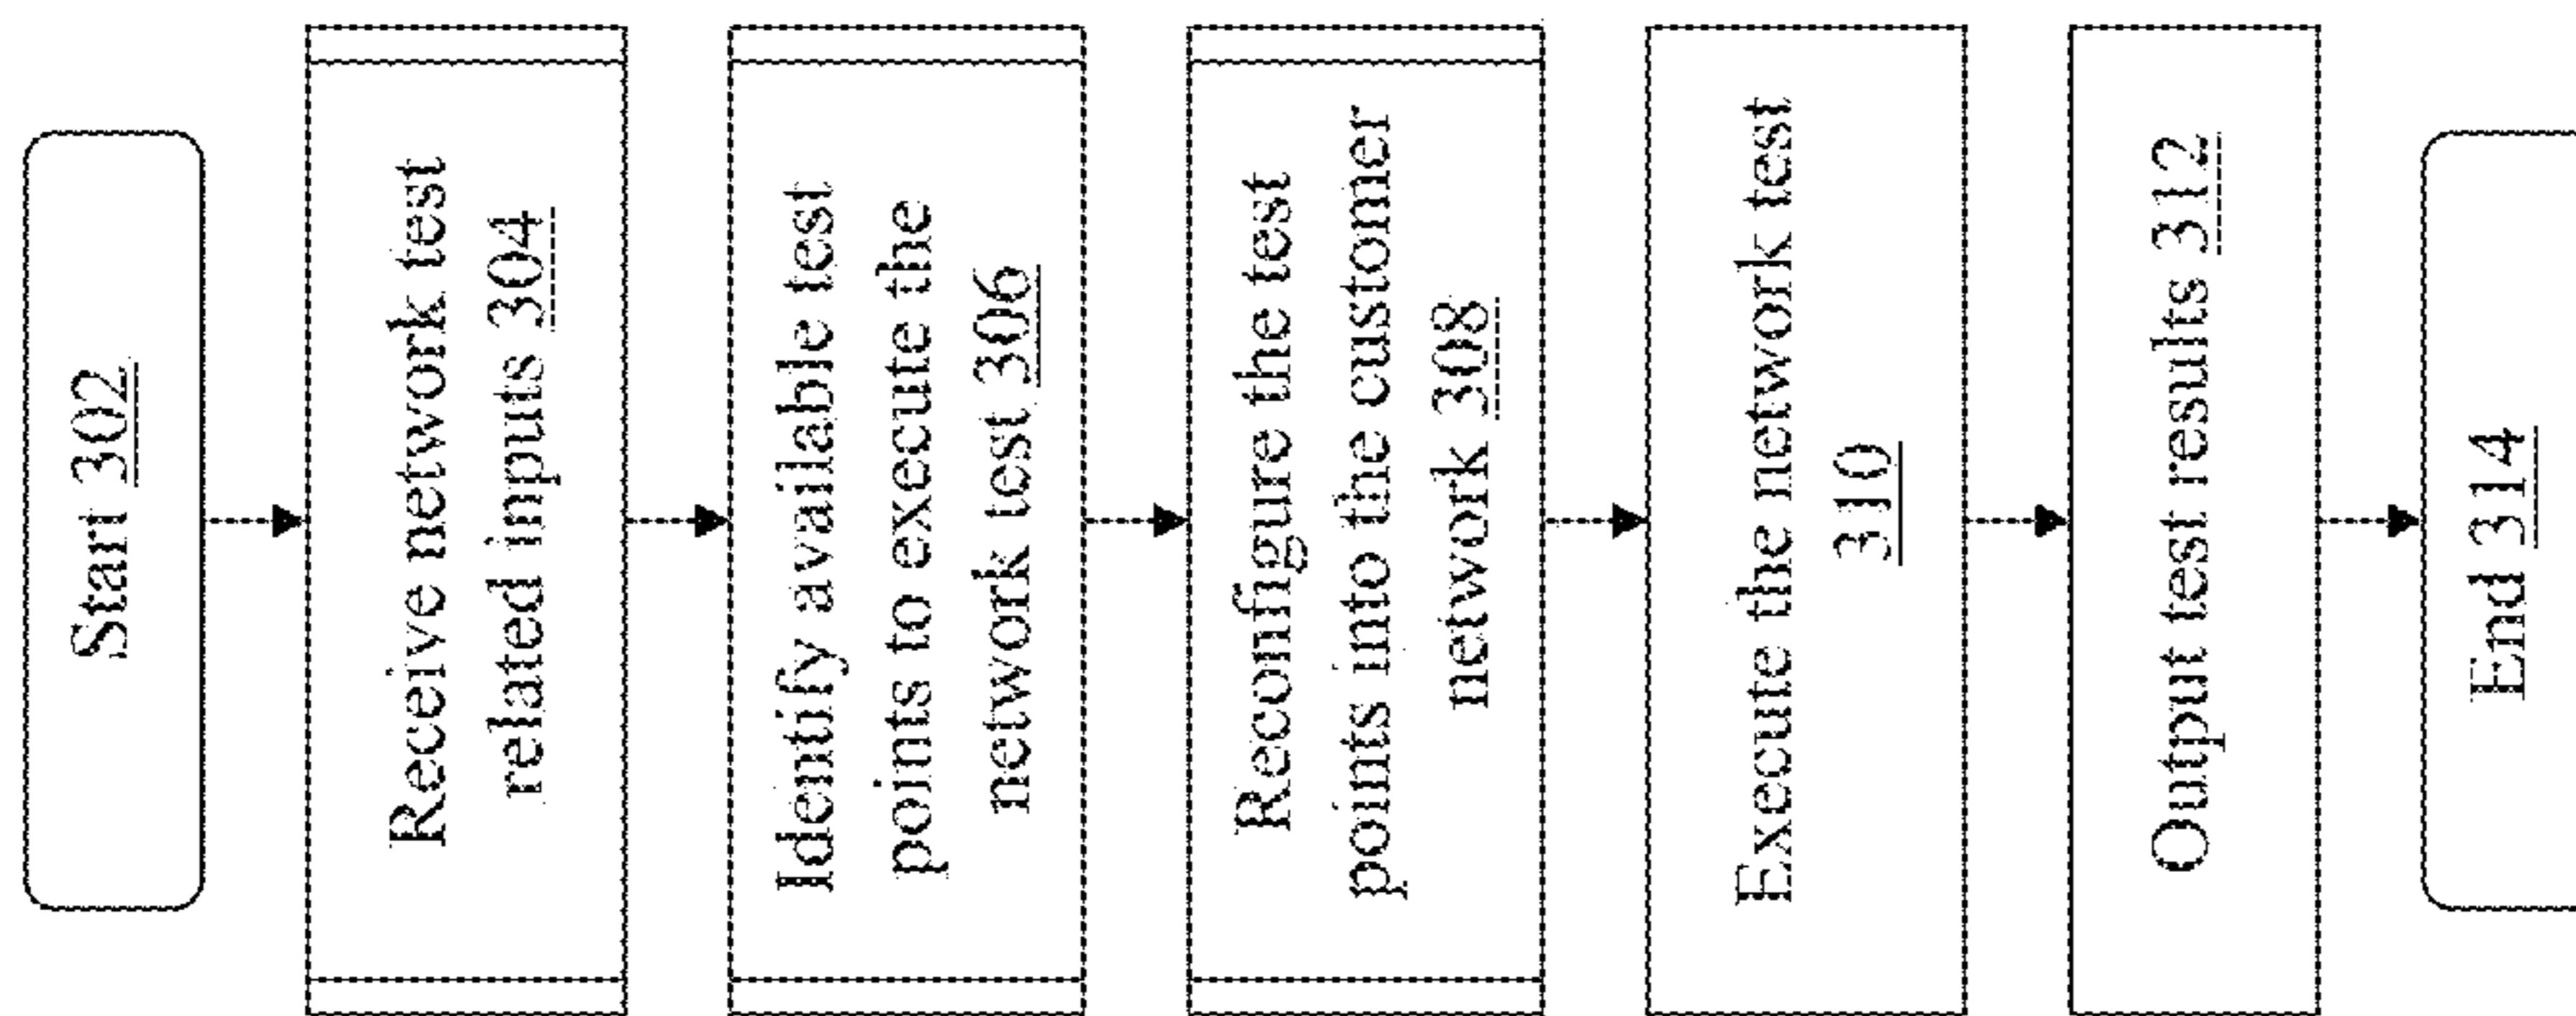 Start 302
Receive network test
related inputs 304
Identify available test
points to execute the
network test 306
Reconfigure the test
points into the customer
network 308
Execute the network test
310
Output test results 312
End 314